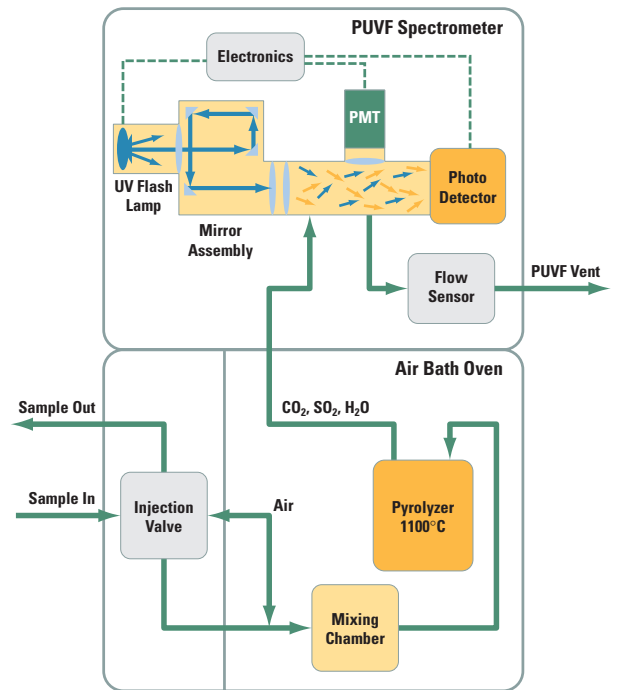 PUVF Spectrometer
Electronics
PMT
UV Flash
Lamp
Photo
Detector
Mirror
Assembly
Flow
Sensor
PUVF Vent
Air Bath Oven
Sample Out
CO₂, SO₂, H₂O
Sample In
Injection
Valve
Air
Pyrolyzer
1100°C
Mixing
Chamber